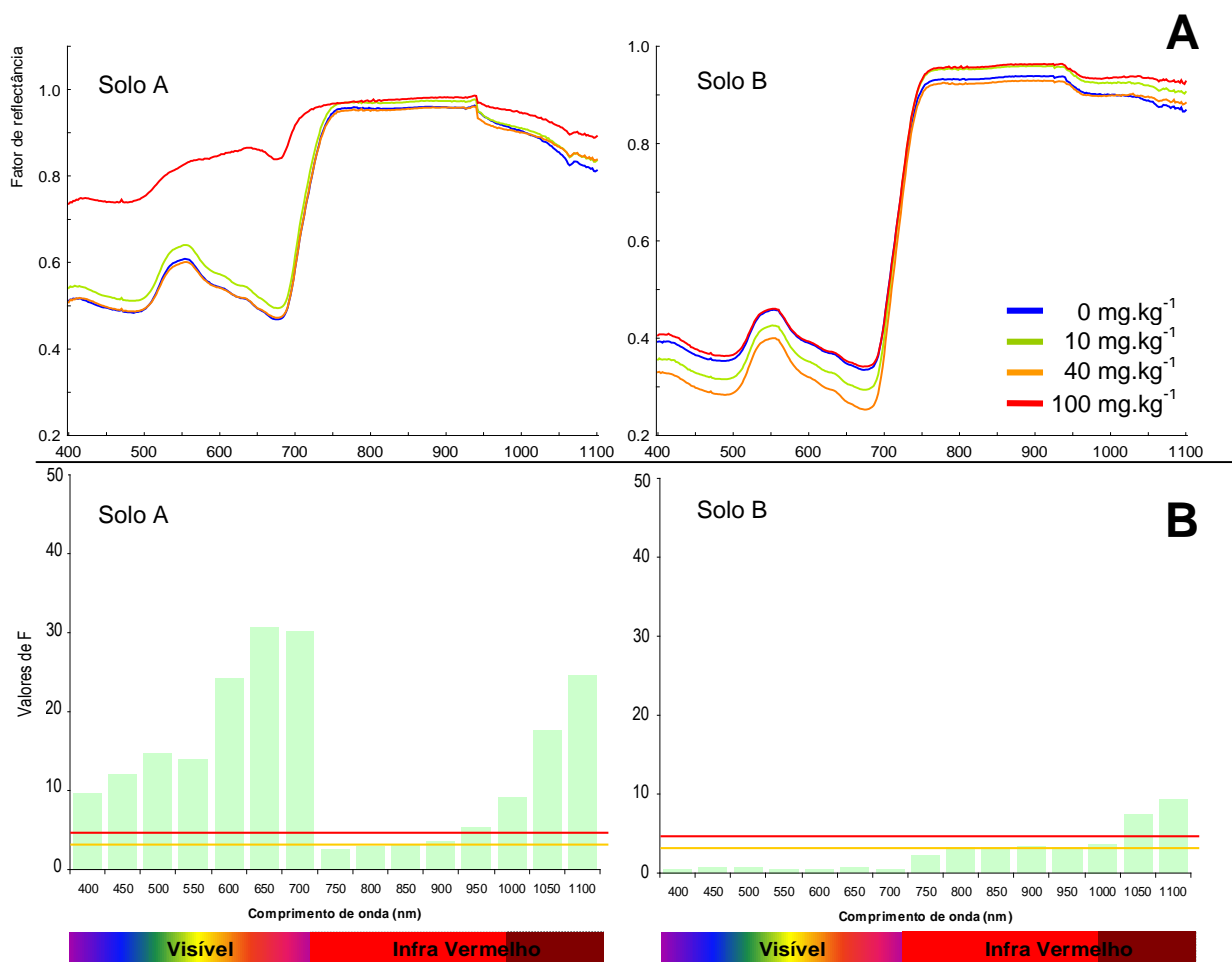 A
Solo A
Solo B
Fator de reflectância
1.0
0.8
0.6
0.4
0.2
400 500 600 700 800 900 1000 1100
1.0
0.8
0.6
0.4
0.2
400 500 600 700 800 900 1000 1100
0 mg.kg-1
10 mg.kg-1
40 mg.kg-1
100 mg.kg-1
B
Solo A
Solo B
Valores de F
50
40
30
20
10
0
400 450 500 550 600 650 700 750 800 850 900 950 1000 1050 1100
Comprimento de onda (nm)
Visível Infra Vermelho
50
40
30
20
10
0
400 450 500 550 600 650 700 750 800 850 900 950 1000 1050 1100
Comprimento de onda (nm)
Visível Infra Vermelho